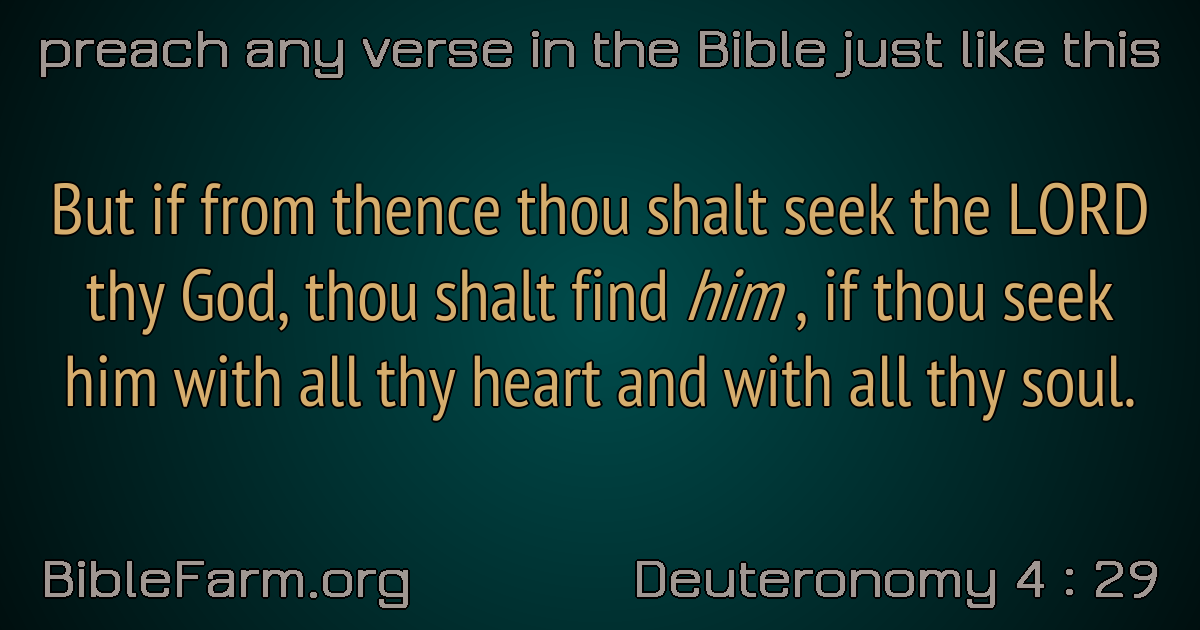 preach any verse in the Bible just like this
But if from thence thou shalt seek the LORD
thy God, thou shalt find him , if thou seek
him with all thy heart and with all thy soul.
BibleFarm.org
Deuteronomy 4 : 29